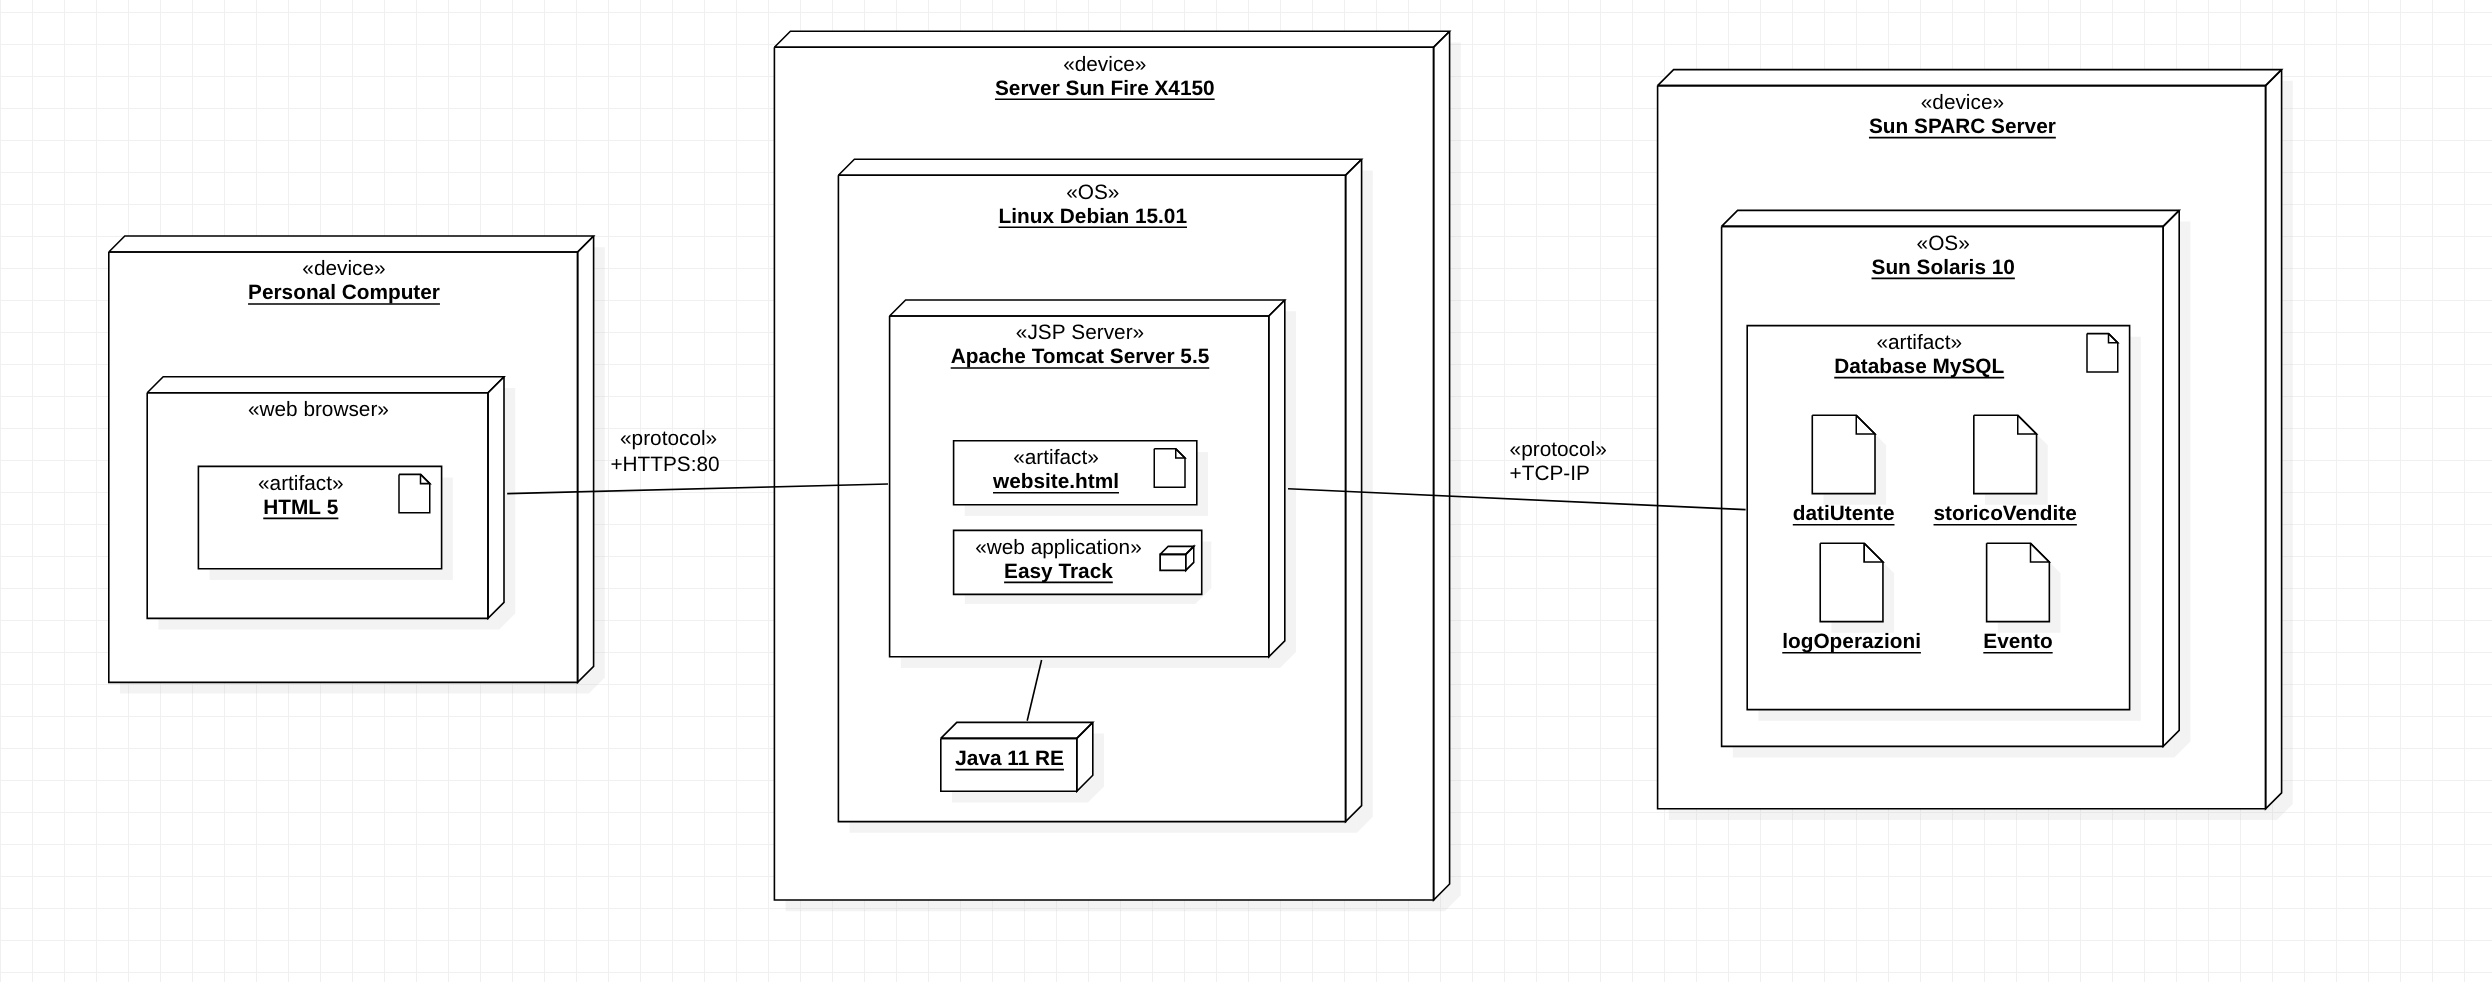 «device»
Personal Computer
«web browser»
«artifact»
HTML 5
«protocol»
+HTTPS:80
«device»
Server Sun Fire X4150
«OS»
Linux Debian 15.01
«JSP Server»
Apache Tomcat Server 5.5
«artifact»
website.html
«web application»
Easy Track
Java 11 RE
«protocol»
+TCP-IP
«device»
Sun SPARC Server
«OS»
Sun Solaris 10
«artifact»
Database MySQL
datiUtente
storicoVendite
logOperazioni
Evento